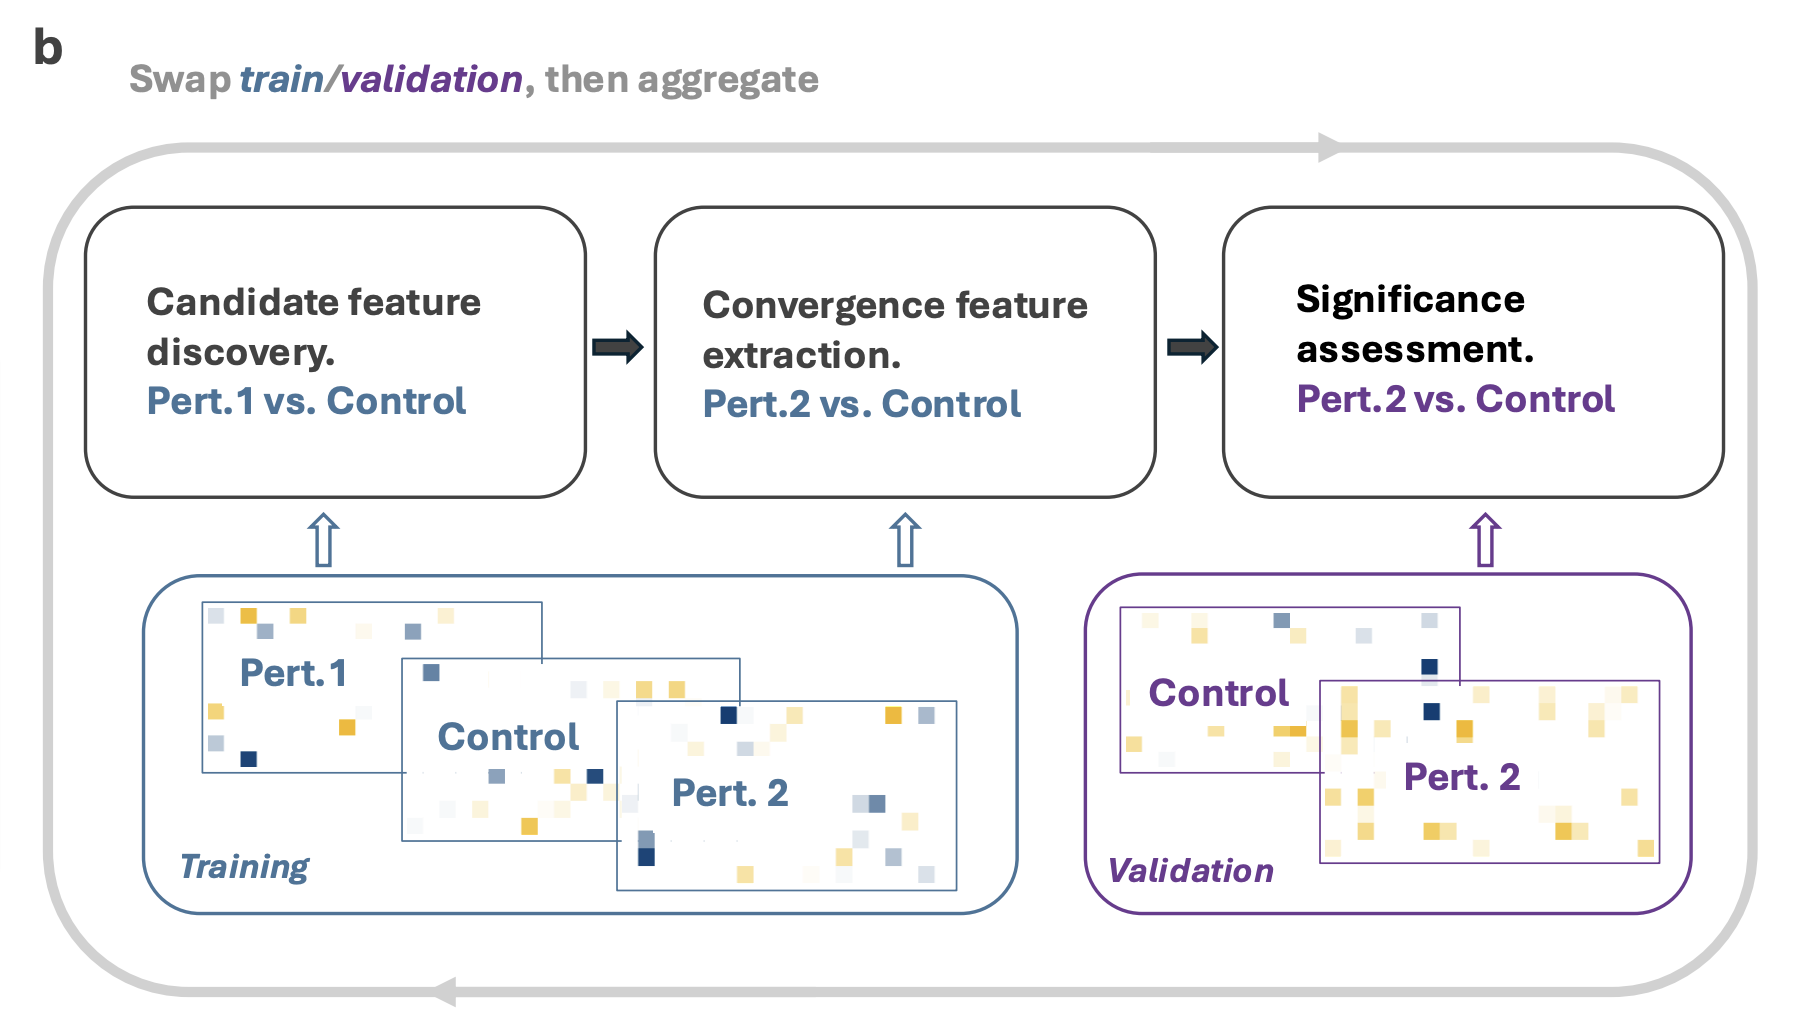 b
Swap train/validation, then aggregate
Candidate feature
discovery.
Pert.1 vs. Control
Convergence feature
extraction.
Pert.2 vs. Control
Significance
assessment.
Pert.2 vs. Control
Pert.1
Control
Pert. 2
Training
Control
Pert. 2
Validation